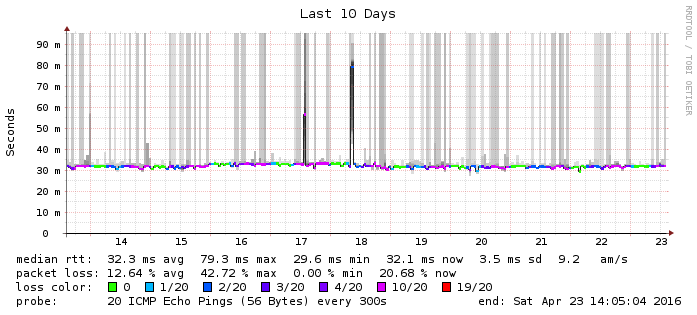 Last 10 Days
RRDTOOL / TOBI OETIKER
Seconds
90 m
80 m
70 m
60 m
50 m
40 m
30 m
20 m
10 m
0
14 15 16 17 18 19 20 21 22 23
median rtt: 32.3 ms avg 79.3 ms max 29.6 ms min 32.1 ms now 3.5 ms sd 9.2 am/s
packet loss: 12.64 % avg 42.72 % max 0.00 % min 20.68 % now
loss color: 0 1/20 2/20 3/20 4/20 10/20 19/20
probe: 20 ICMP Echo Pings (56 Bytes) every 300s end: Sat Apr 23 14:05:04 2016